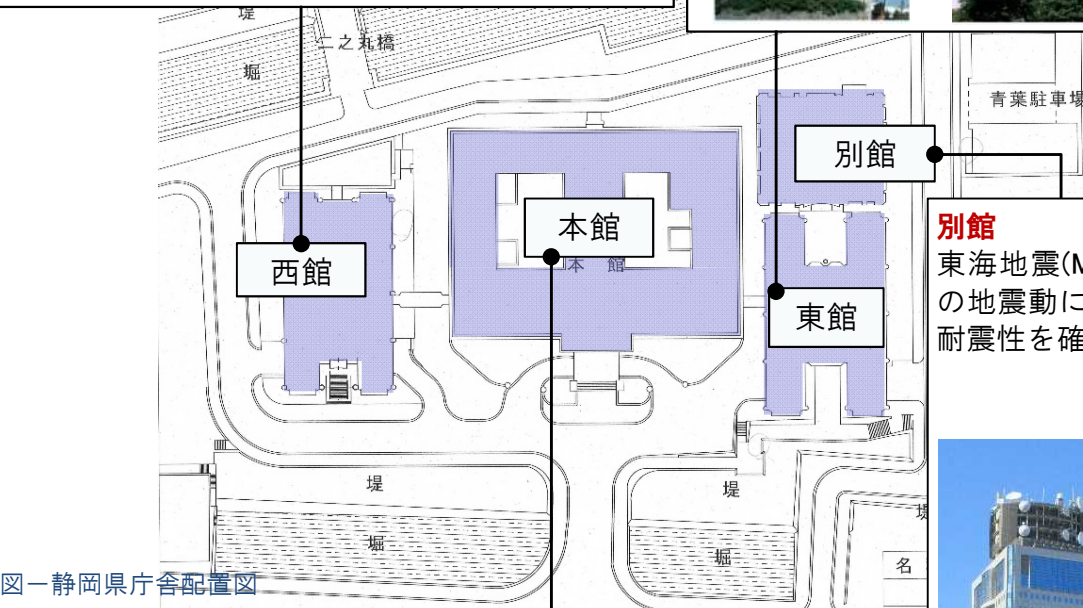 堤
二之丸橋
堀
青葉駐車場
別館
本館
本館
西館
東館
別館
東海地震(M
の地震動に
耐震性を確
堤
堤
堀
堀
名
図－静岡県庁舎配置図